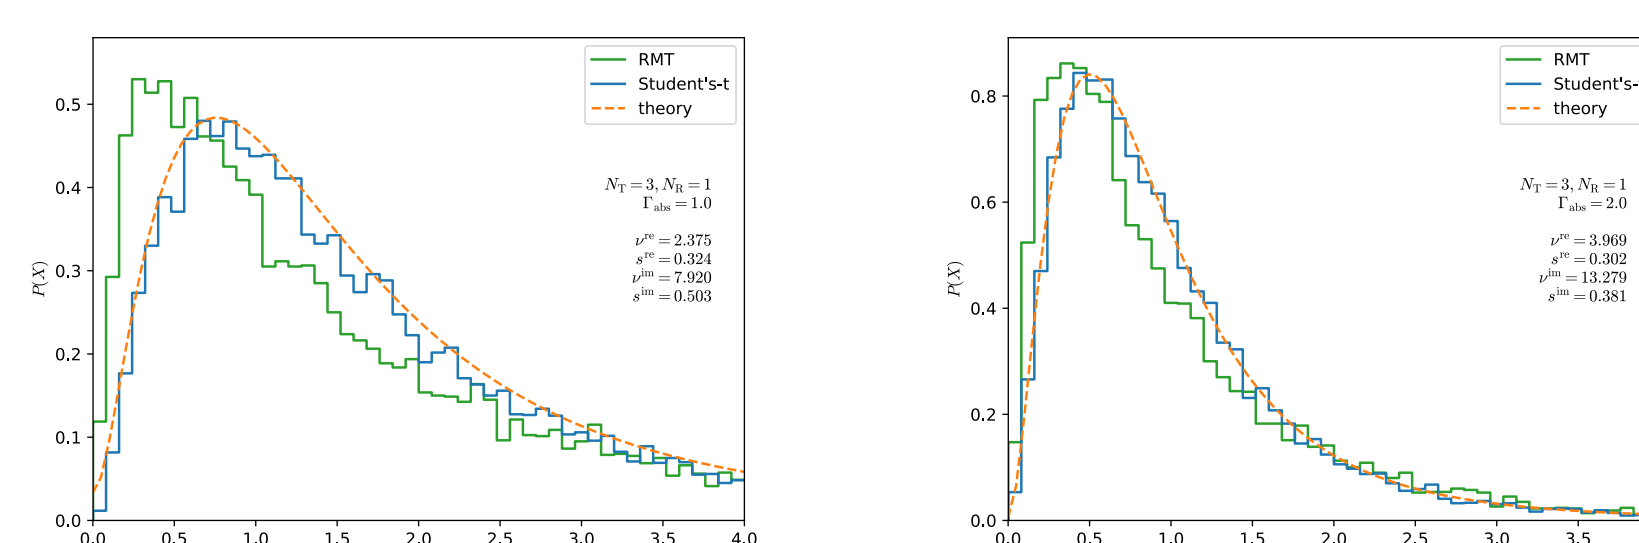 RMT
Student's-t
theory
N_T = 3, N_R = 1
Γ_abs = 1.0
ν^re = 2.375
s^re = 0.324
ν^im = 7.920
s^im = 0.503
P(X)
0.5
0.4
0.3
0.2
0.1
0.0
0.0 0.5 1.0 1.5 2.0 2.5 3.0 3.5 4.0
RMT
Student's-
theory
N_T = 3, N_R = 1
Γ_abs = 2.0
ν^re = 3.969
s^re = 0.302
ν^im = 13.279
s^im = 0.381
P(X)
0.8
0.6
0.4
0.2
0.0
0.0 0.5 1.0 1.5 2.0 2.5 3.0 3.5